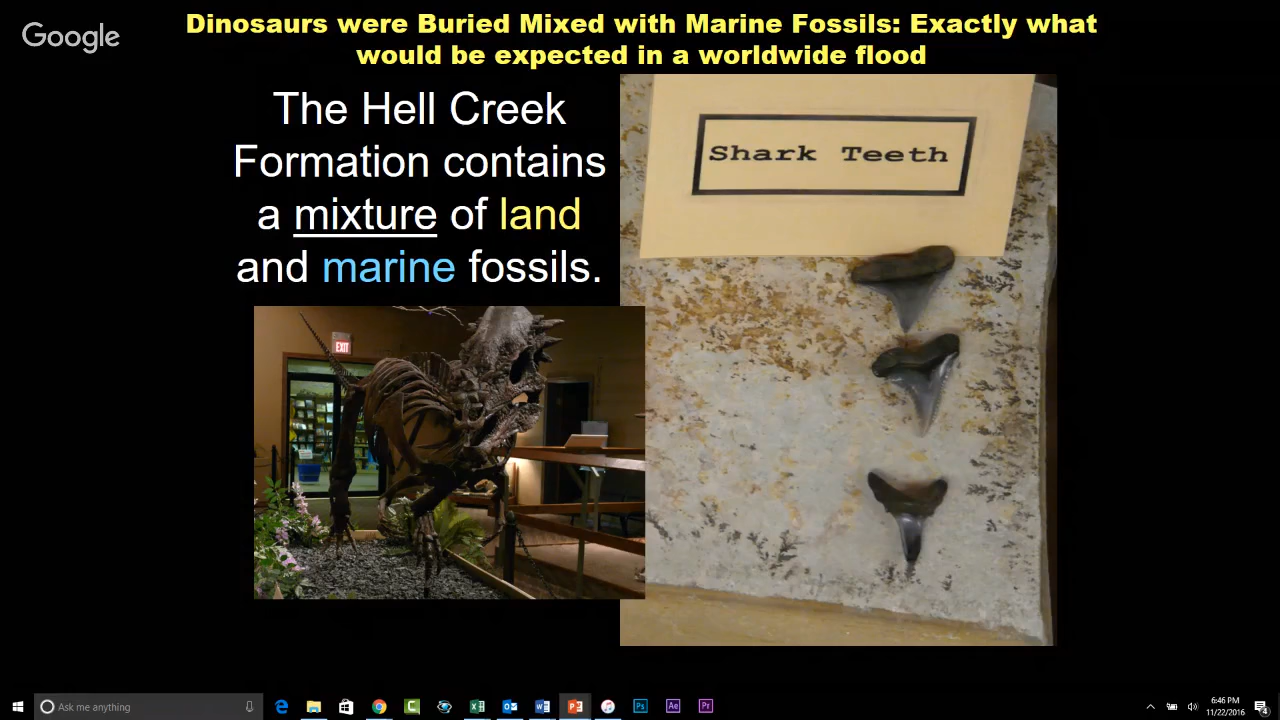 Google
Dinosaurs were Buried Mixed with Marine Fossils: Exactly what
would be expected in a worldwide flood
The Hell Creek
Formation contains
a mixture of land
and marine fossils.
Shark Teeth
EXIT
Ask me anything
6:46 PM
11/22/2016